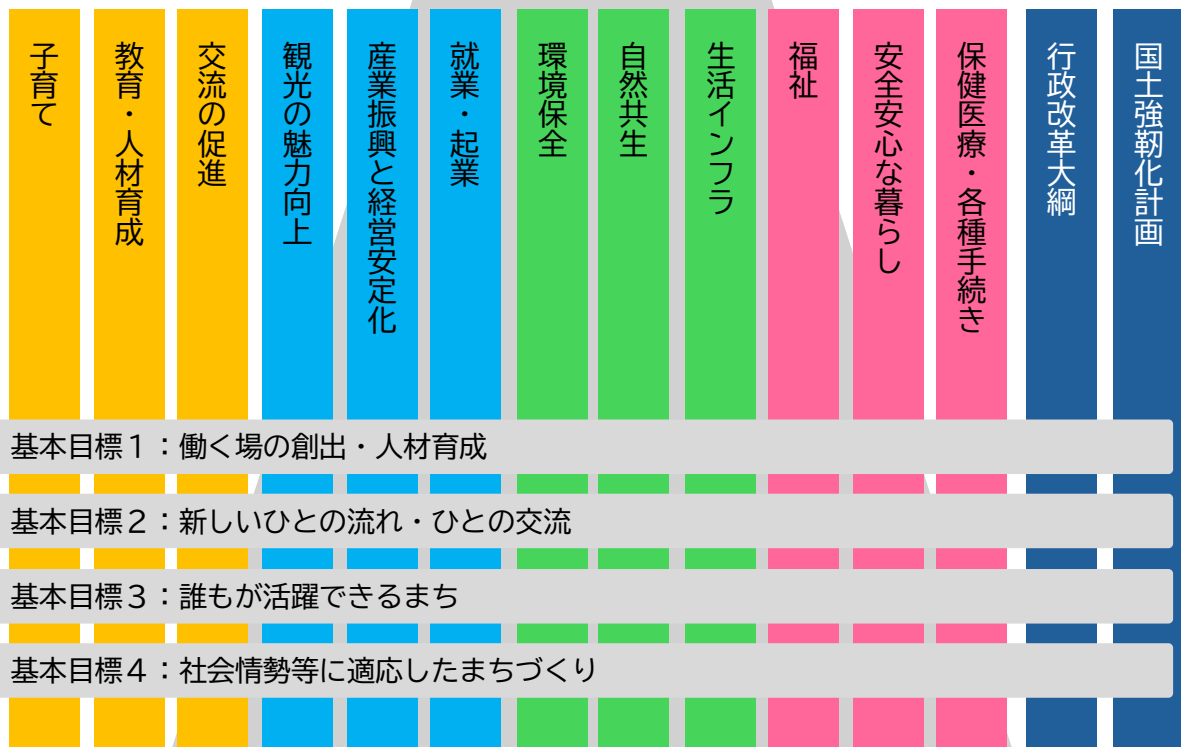 子育て
教育・人材育成
交流の促進
観光の魅力向上
産業振興と経営安定化
就業・起業
環境保全
自然共生
生活インフラ
福祉
安全安心な暮らし
保健医療・各種手続き
行政改革大綱
国土強靭化計画
基本目標１：働く場の創出・人材育成
基本目標２：新しいひとの流れ・ひとの交流
基本目標３：誰もが活躍できるまち
基本目標４：社会情勢等に適応したまちづくり